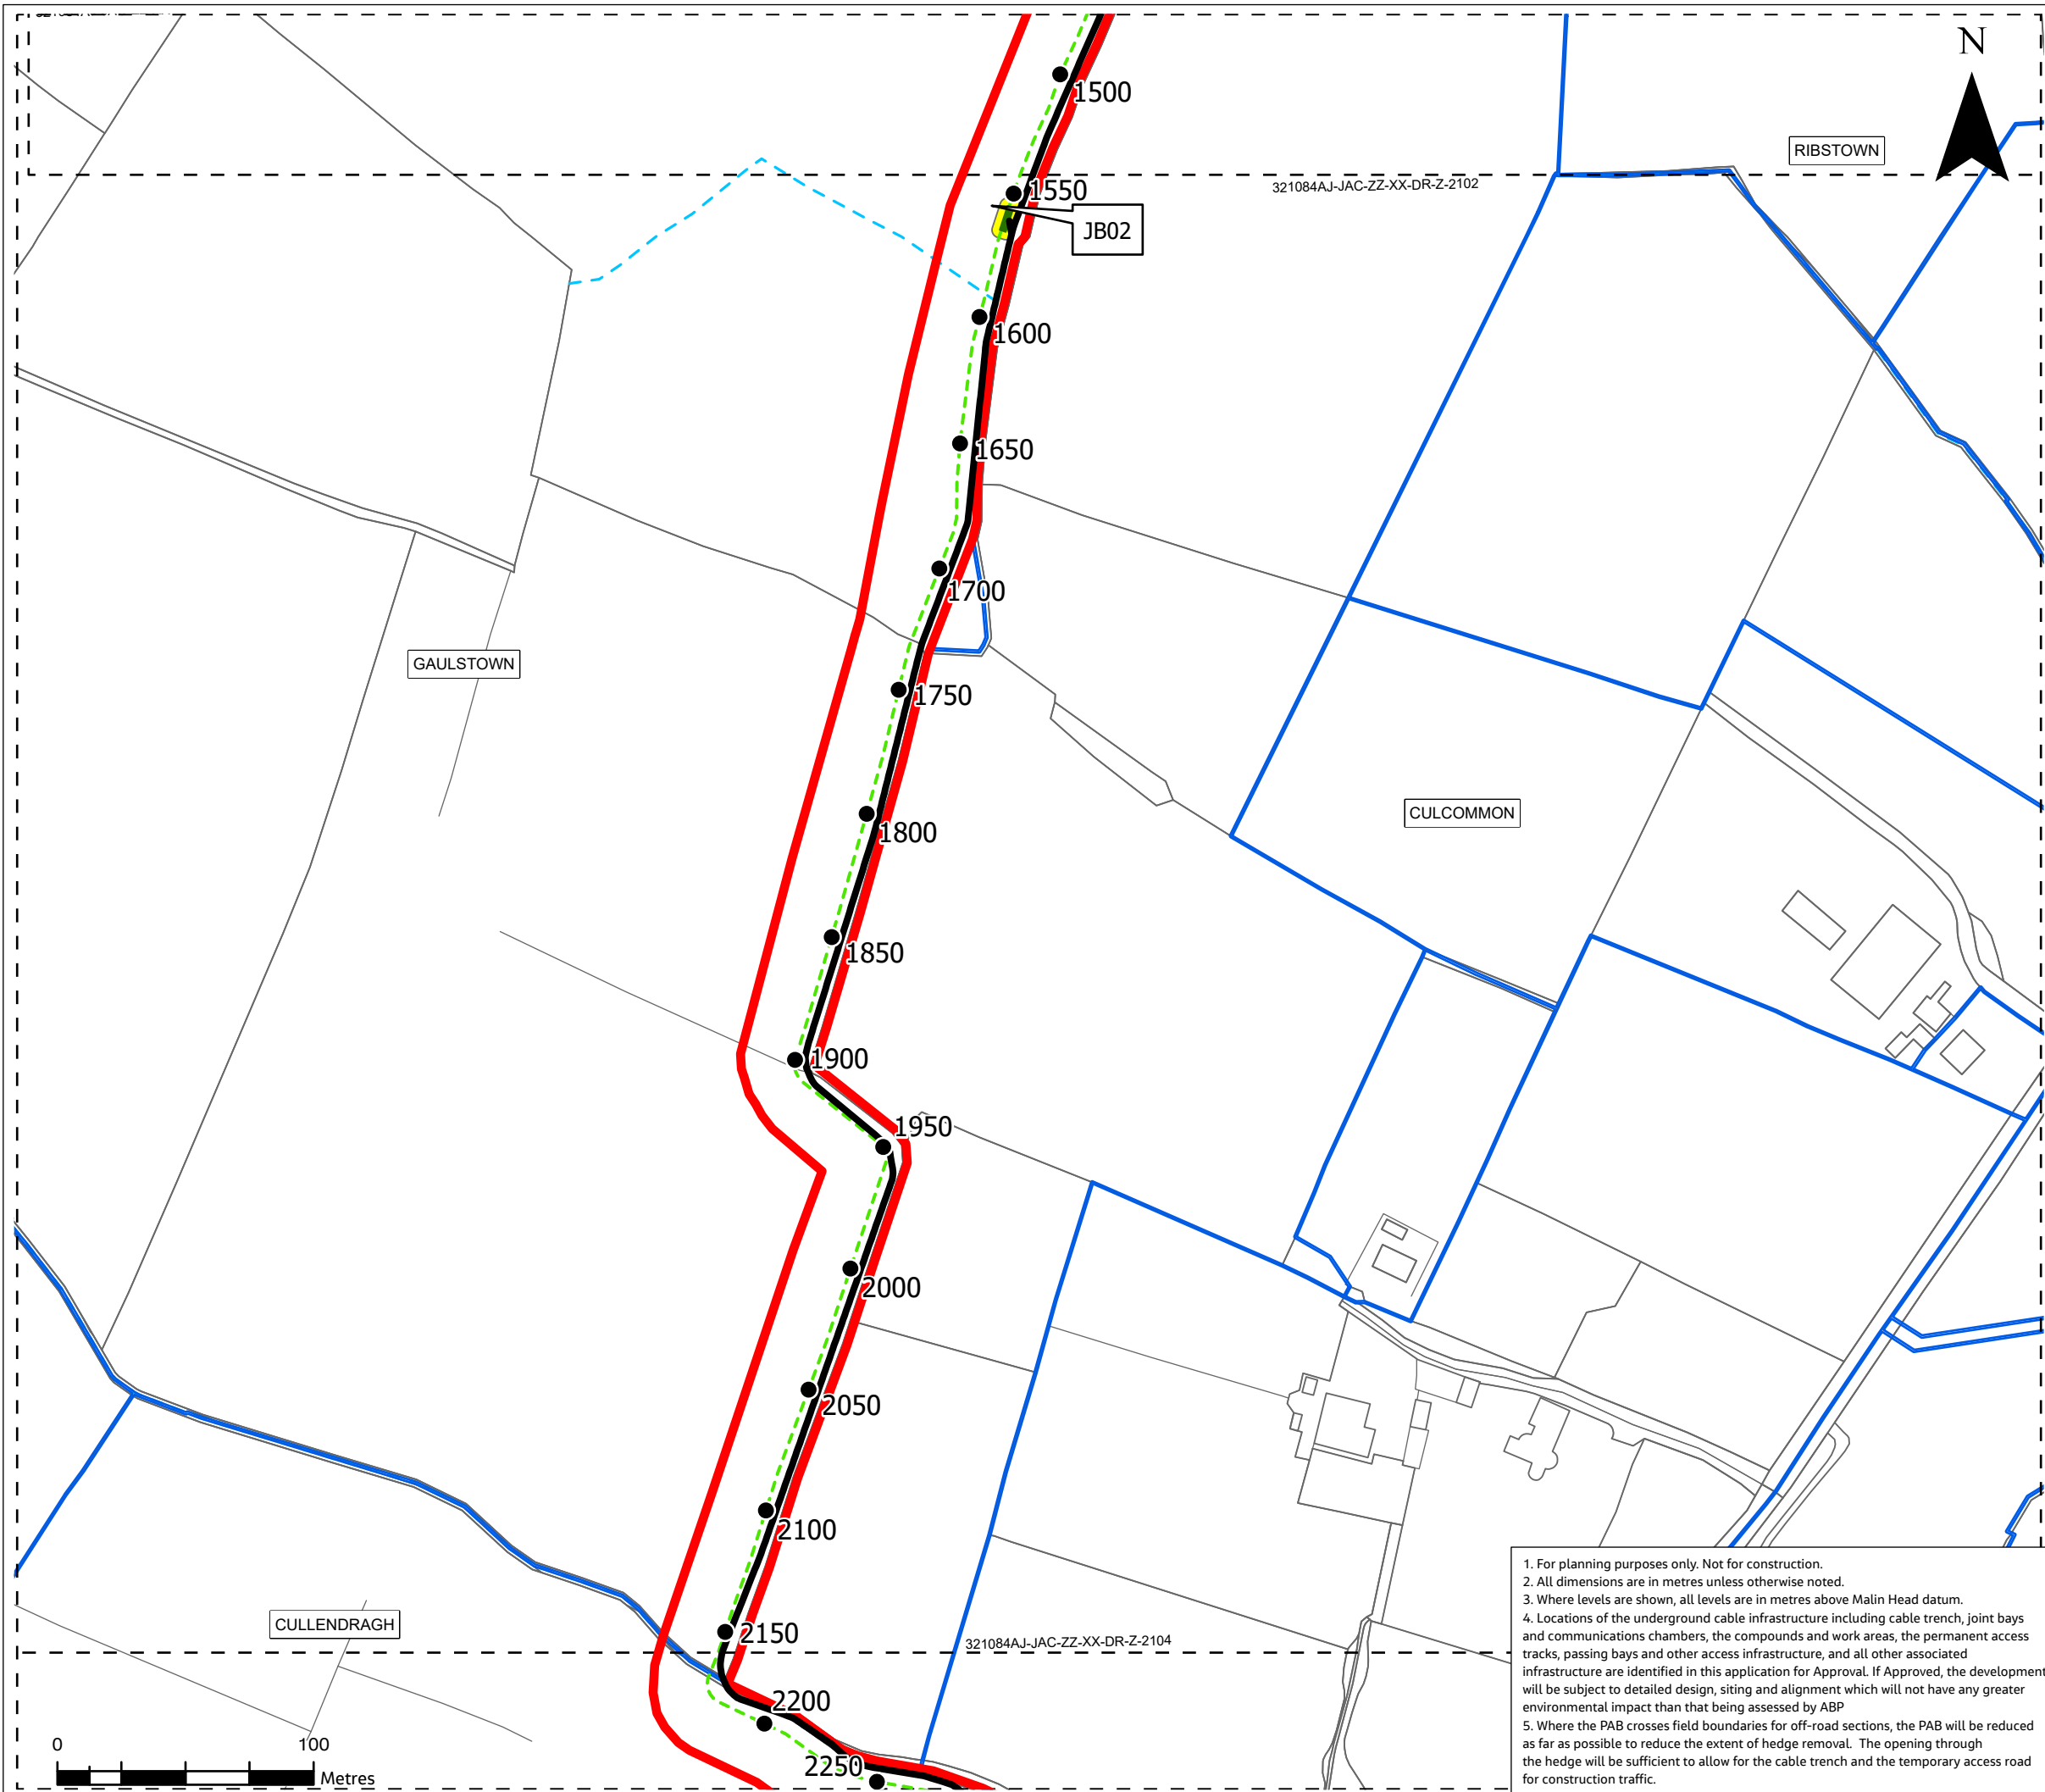 N
1500
RIBSTOWN
321084AJ-JAC-ZZ-XX-DR-Z-2102
1550
JB02
1600
1650
1700
GAULSTOWN
1750
CULCOMMON
1800
1850
1900
1950
2000
2050
2100
1. For planning purposes only. Not for construction.
2. All dimensions are in metres unless otherwise noted.
3. Where levels are shown, all levels are in metres above Malin Head datum.
4. Locations of the underground cable infrastructure including cable trench, joint bays
and communications chambers, the compounds and work areas, the permanent access
tracks, passing bays and other access infrastructure, and all other associated
infrastructure are identified in this application for Approval. If Approved, the development
will be subject to detailed design, siting and alignment which will not have any greater
environmental impact than that being assessed by ABP
5. Where the PAB crosses field boundaries for off-road sections, the PAB will be reduced
as far as possible to reduce the extent of hedge removal. The opening through
the hedge will be sufficient to allow for the cable trench and the temporary access road
for construction traffic.
CULLENDRAGH
2150
321084AJ-JAC-ZZ-XX-DR-Z-2104
2200
0 100
Metres
2250